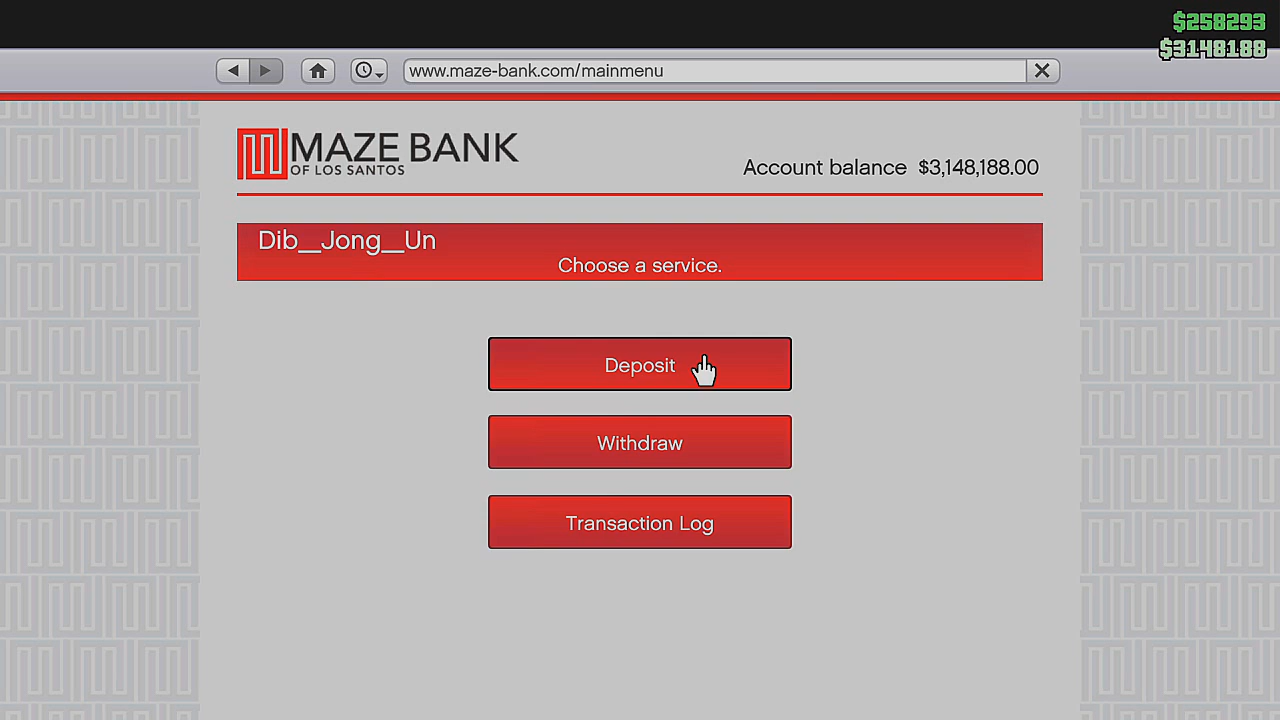 $258293
$3148188
www.maze-bank.com/mainmenu
MAZE BANK
OF LOS SANTOS
Account balance $3,148,188.00
Dib__Jong__Un
Choose a service.
Deposit
Withdraw
Transaction Log